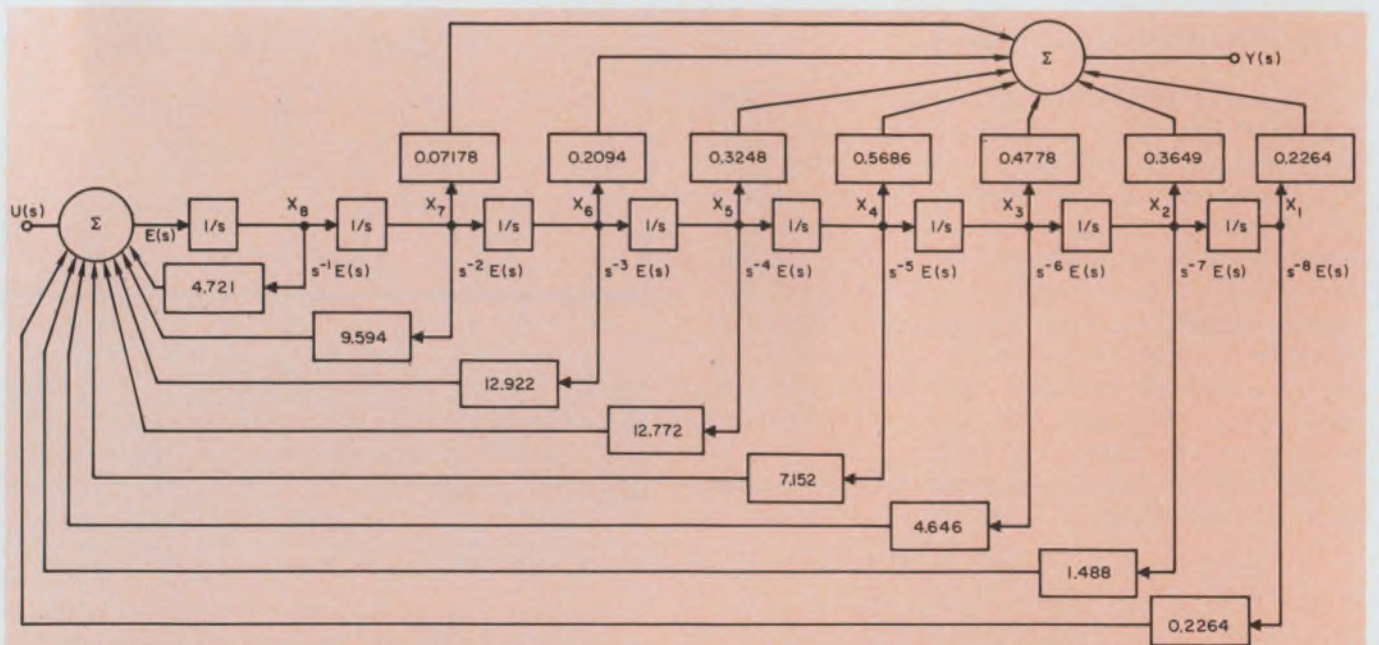 Σ
Y(s)
0.07178
0.2094
0.3248
0.5686
0.4778
0.3649
0.2264
U(s)
Σ
E(s)
1/s
X8
1/s
X7
1/s
X6
1/s
X5
1/s
X4
1/s
X3
1/s
X2
1/s
X1
s⁻¹ E(s)
s⁻² E(s)
s⁻³ E(s)
s⁻⁴ E(s)
s⁻⁵ E(s)
s⁻⁶ E(s)
s⁻⁷ E(s)
s⁻⁸ E(s)
4.721
9.594
12.922
12.772
7.152
4.646
1.488
0.2264